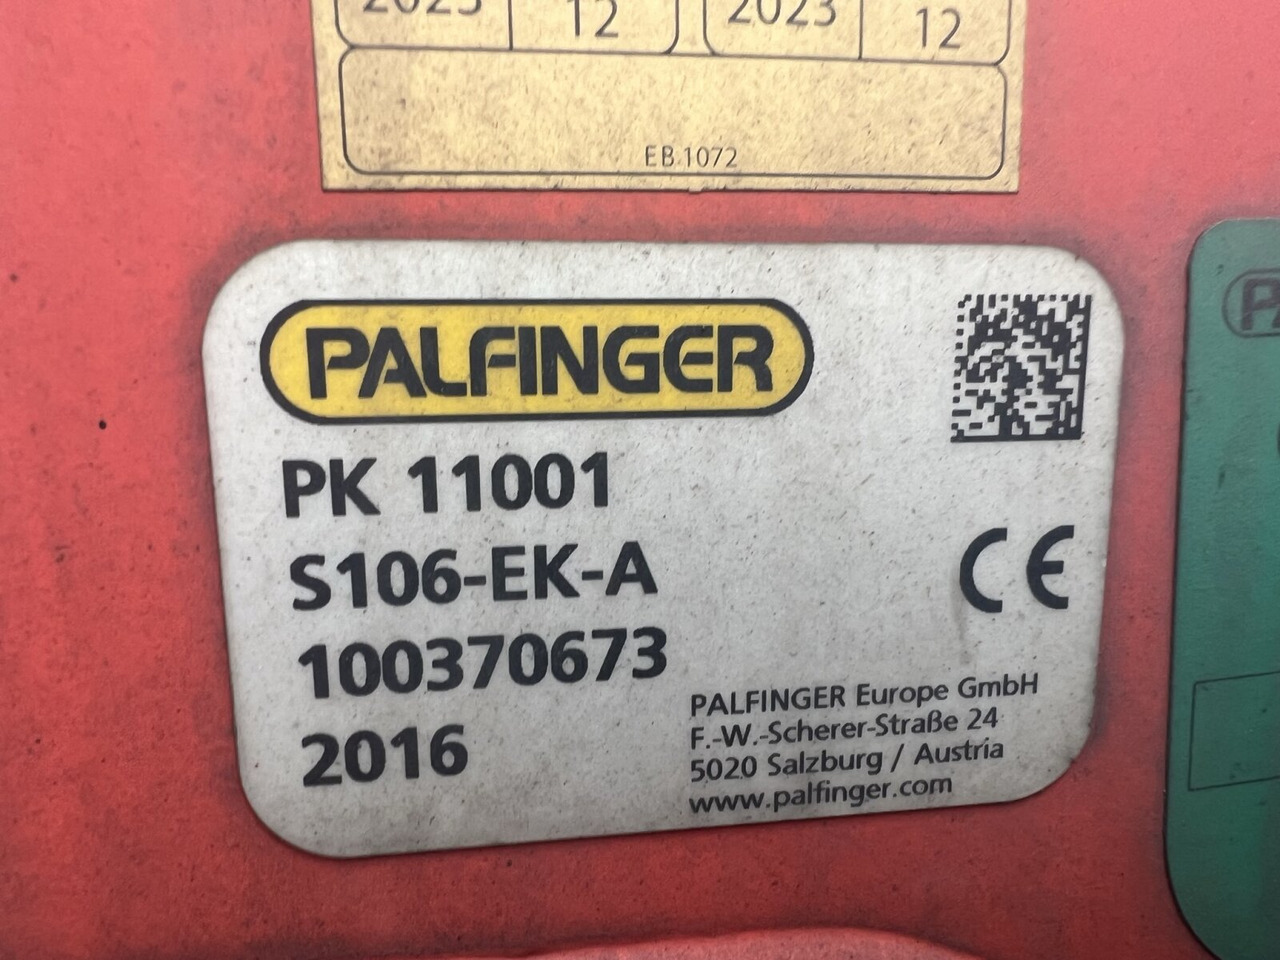 2023 12 2023 12
EB 1072
PALFINGER
PK 11001
S106-EK-A
100370673
2016
CE
PALFINGER Europe GmbH
F.-W.-Scherer-Straße 24
5020 Salzburg / Austria
www.palfinger.com